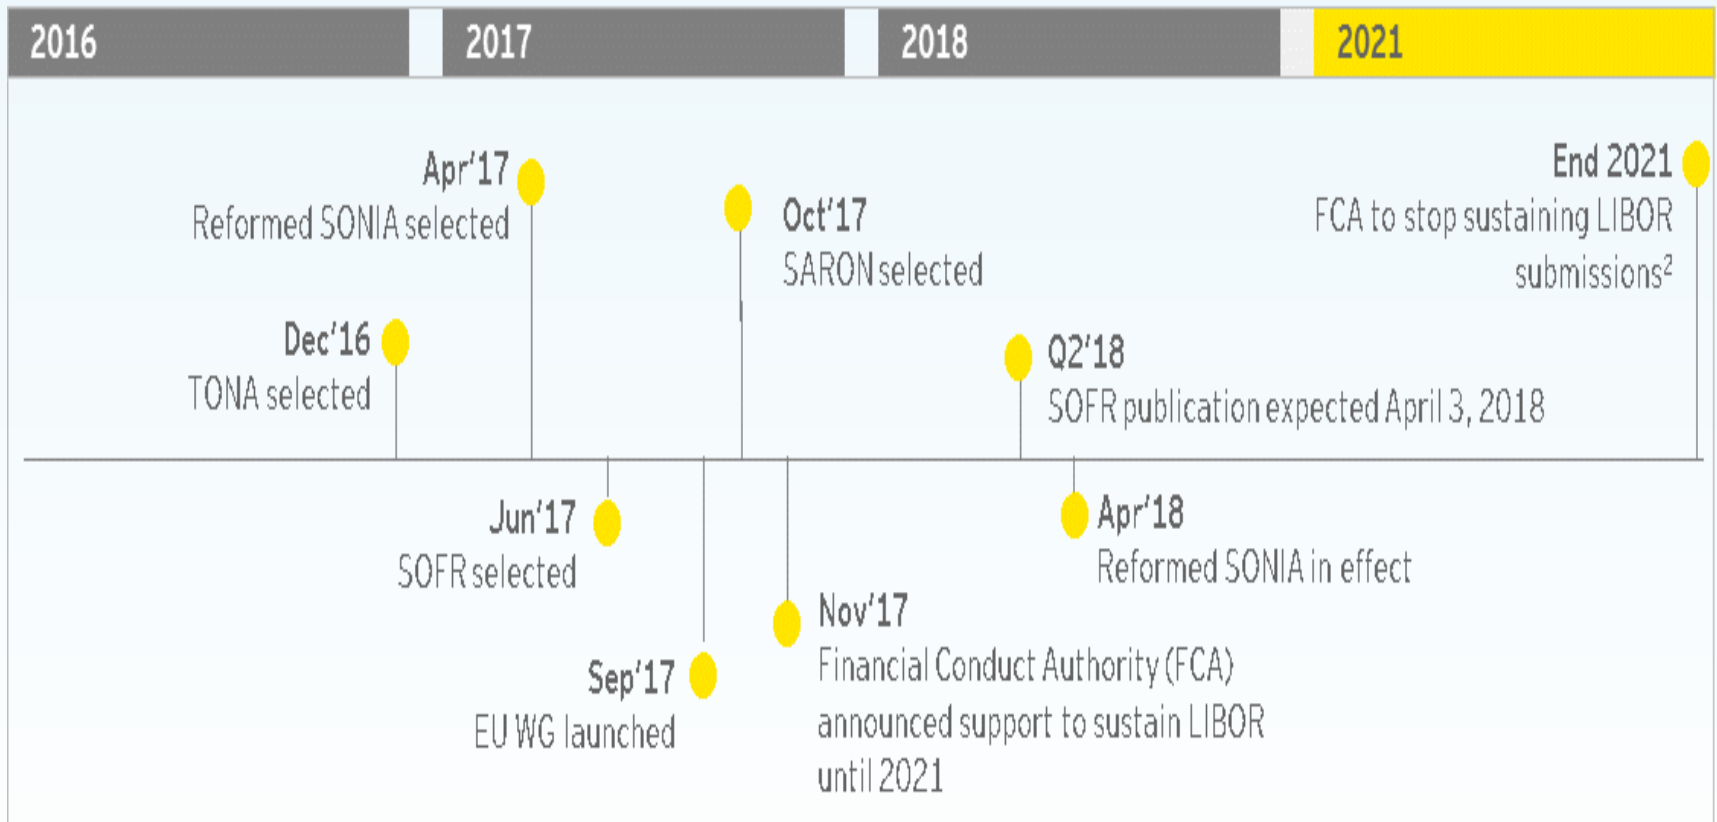 2016
2017
2018
2021
Apr'17
Reformed SONIA selected
Oct'17
SARON selected
End 2021
FCA to stop sustaining LIBOR
submissions²
Dec'16
TONA selected
Q2'18
SOFR publication expected April 3, 2018
Jun'17
SOFR selected
Apr'18
Reformed SONIA in effect
Sep'17
EU WG launched
Nov'17
Financial Conduct Authority (FCA)
announced support to sustain LIBOR
until 2021